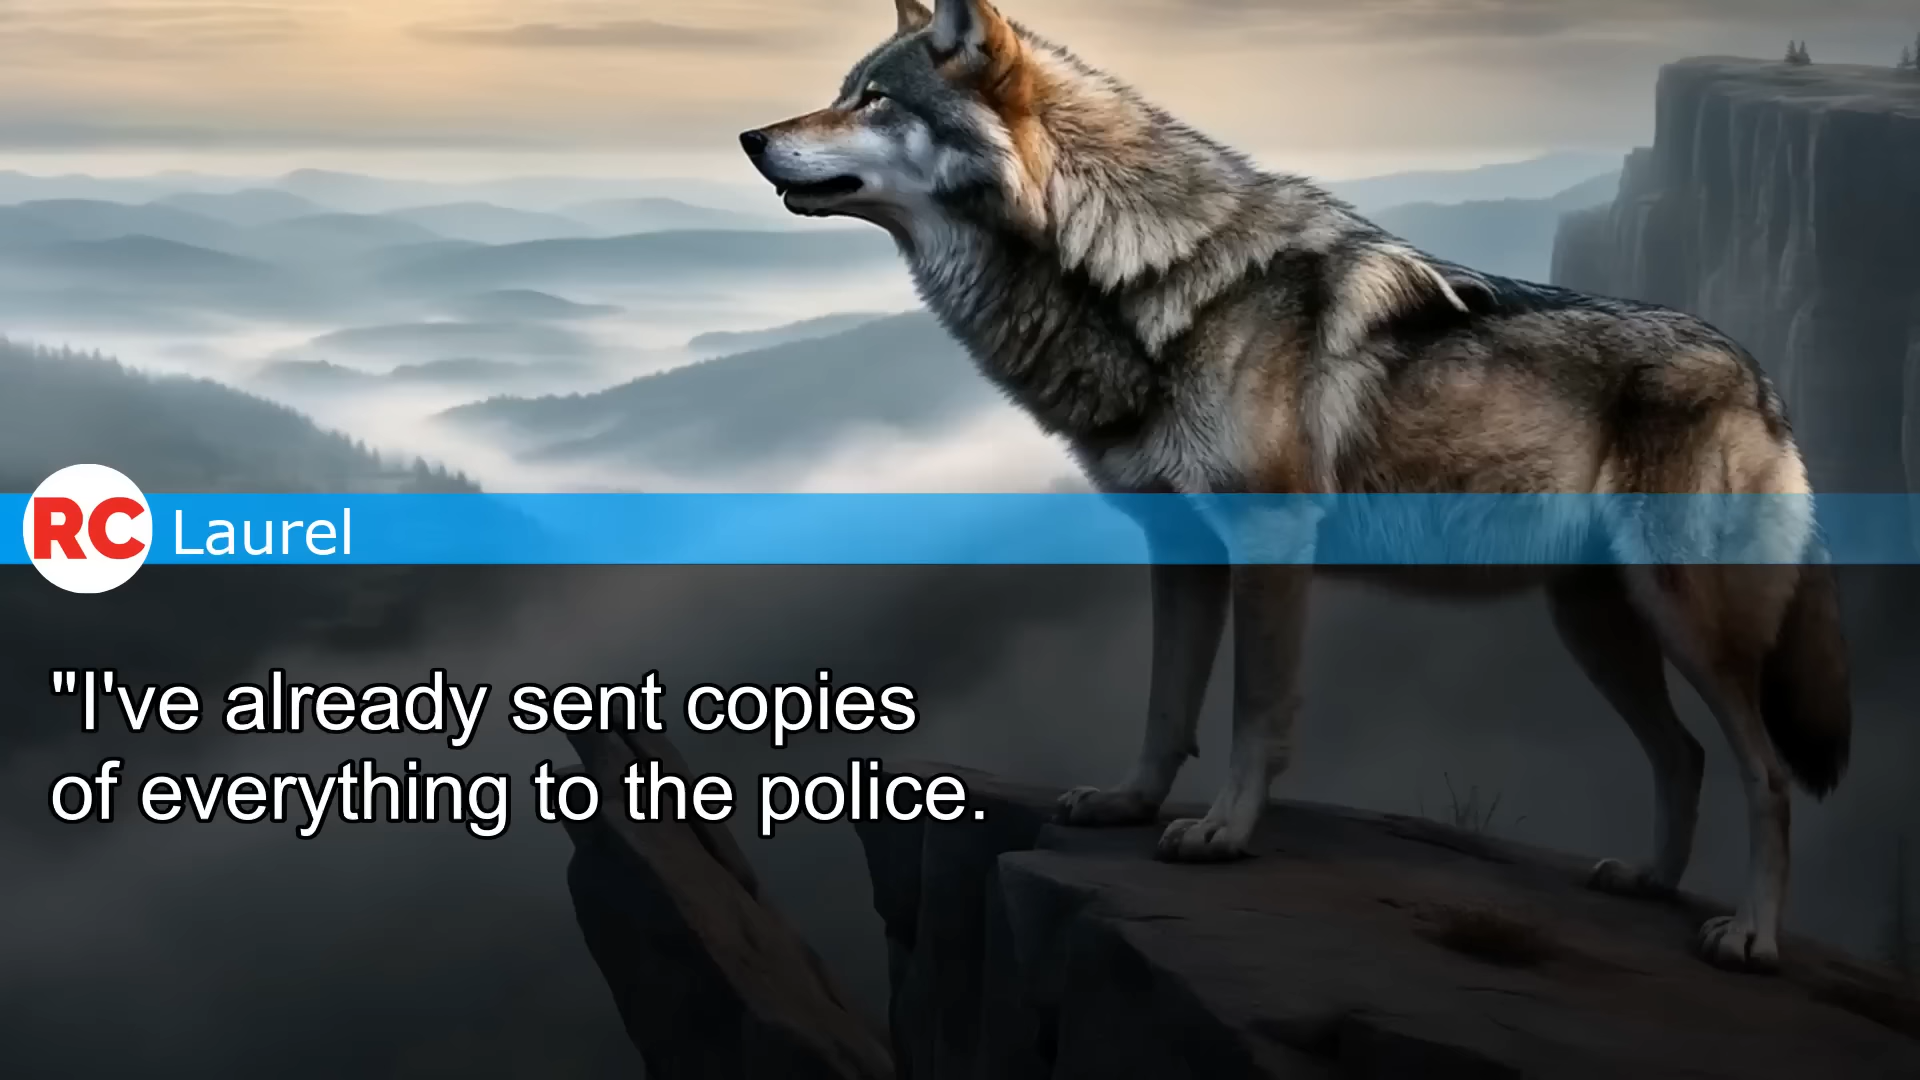 RC Laurel
"I've already sent copies
of everything to the police.